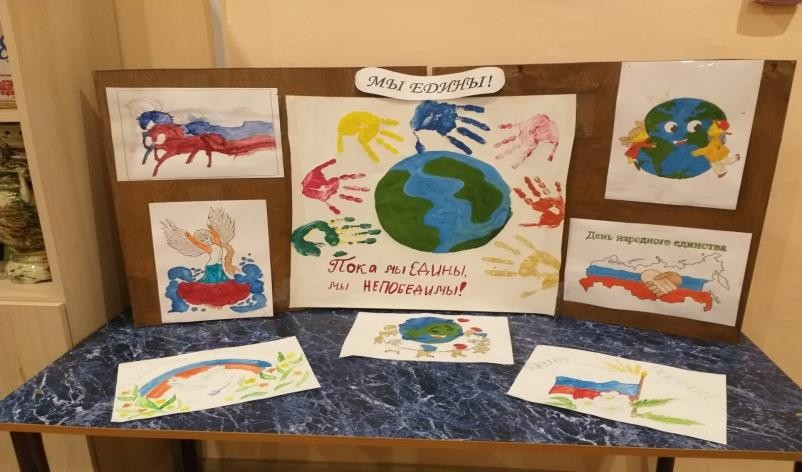 МЫ ЕДИНЫ!
Пока мы ЕДИНЫ,
мы НЕПОБЕДИМЫ!
День народного единства